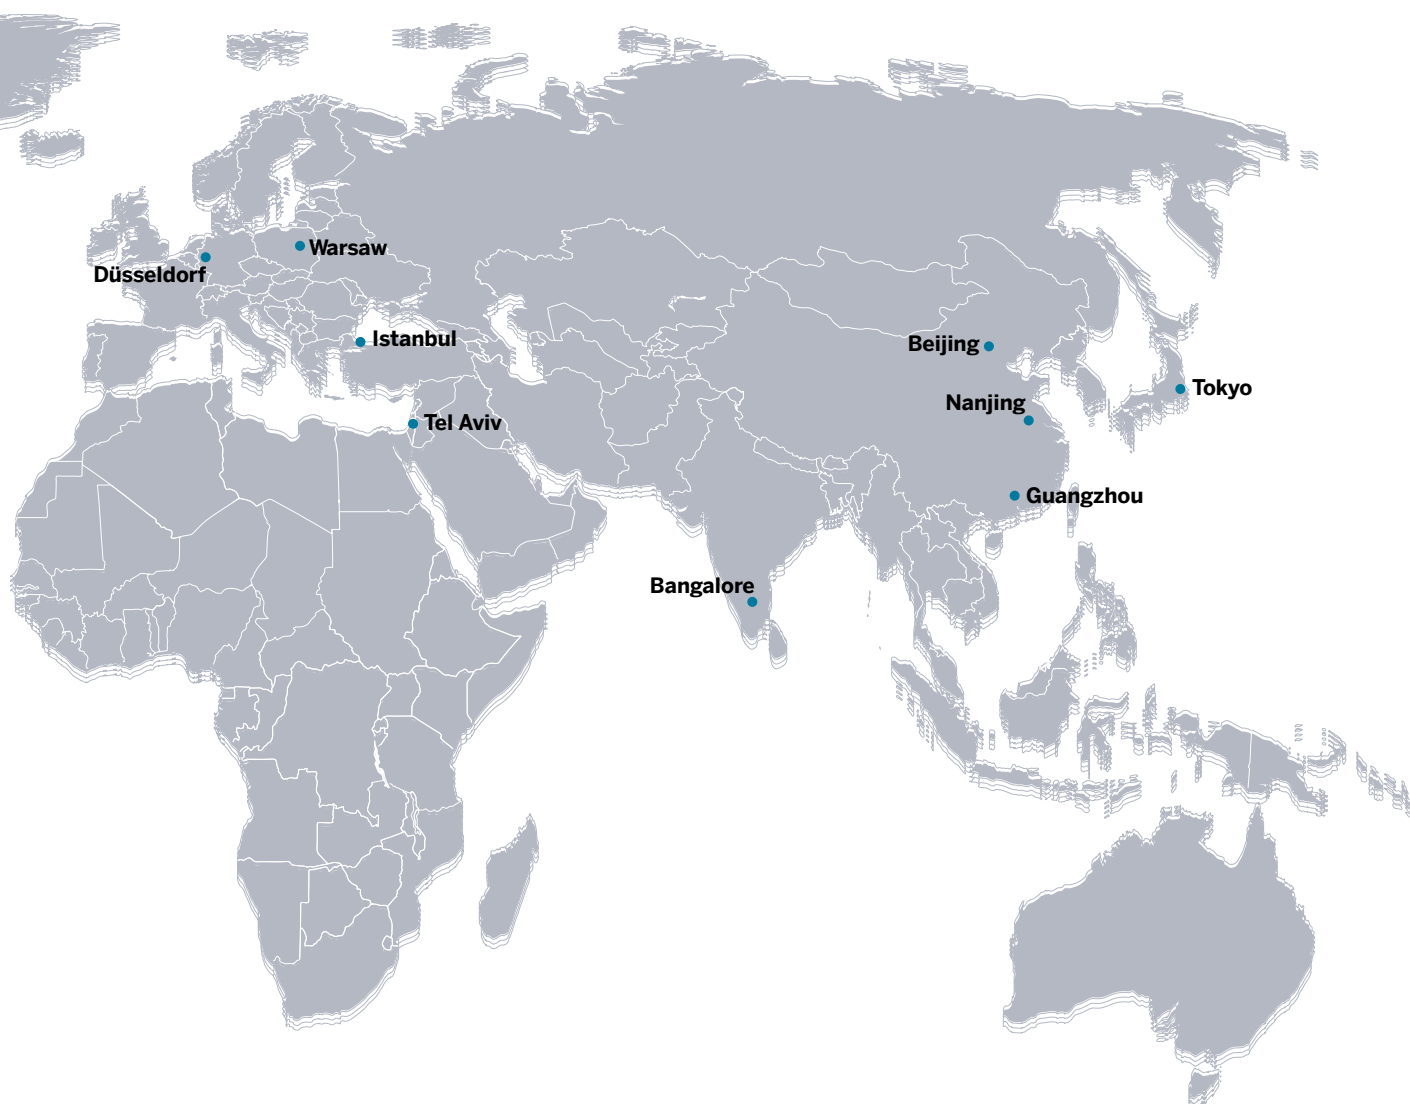 Warsaw
Düsseldorf
Istanbul
Beijing
Tokyo
Nanjing
Tel Aviv
Guangzhou
Bangalore